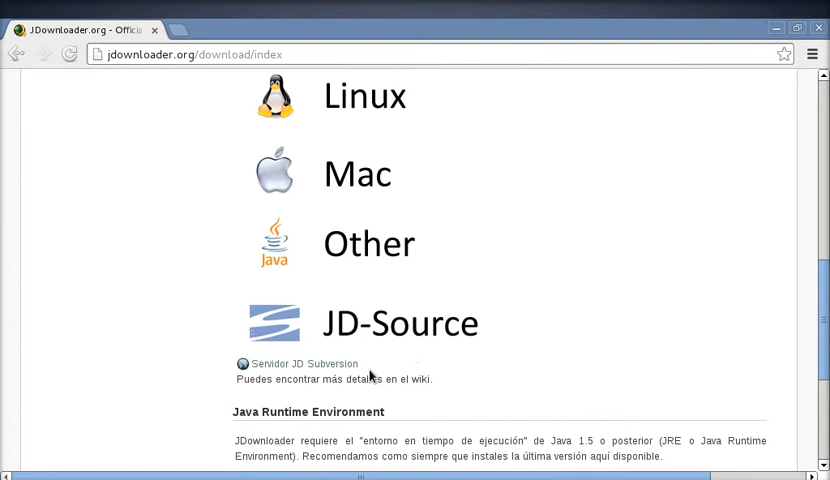 JDownloader.org - Officia
jdownloader.org/download/index
Linux
Mac
Java
Other
JD-Source
Servidor JD Subversion
Puedes encontrar más detalles en el wiki.
Java Runtime Environment
JDownloader requiere el "entorno en tiempo de ejecución" de Java 1.5 o posterior (JRE o Java Runtime
Environment). Recomendamos como siempre que instales la última versión aquí disponible.